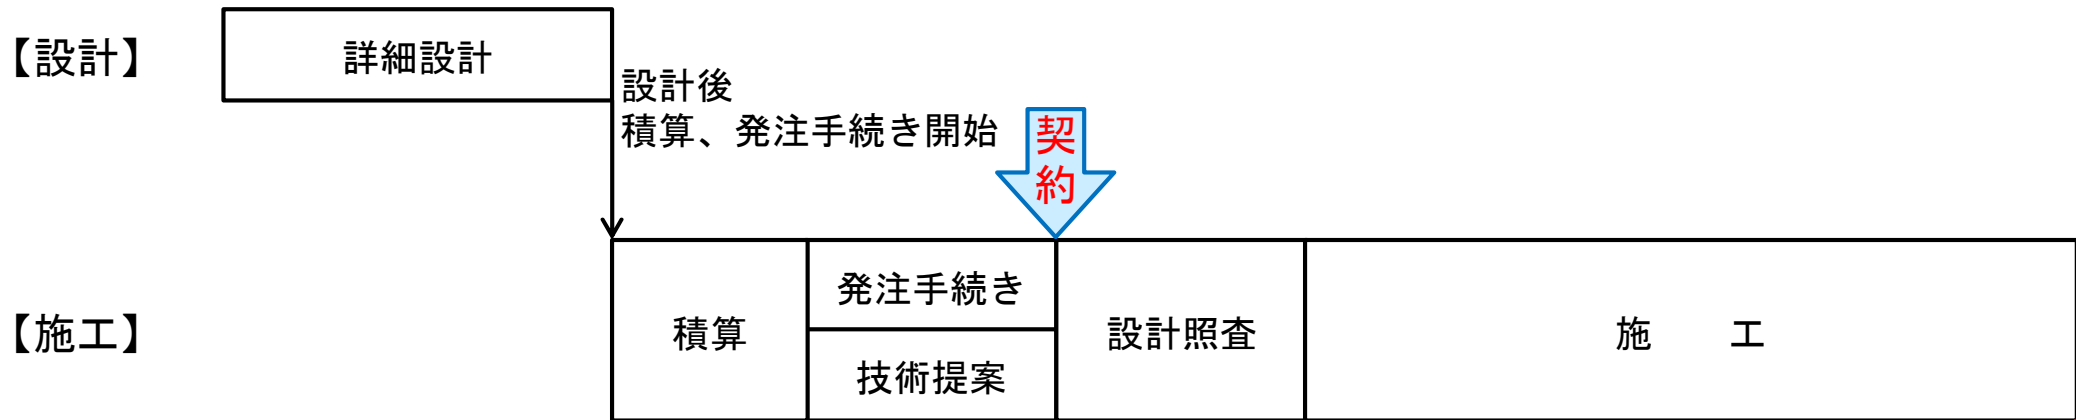 【設計】
詳細設計
設計後
積算、発注手続き開始
契
約
【施工】
積算
発注手続き
技術提案
設計照査
施　工